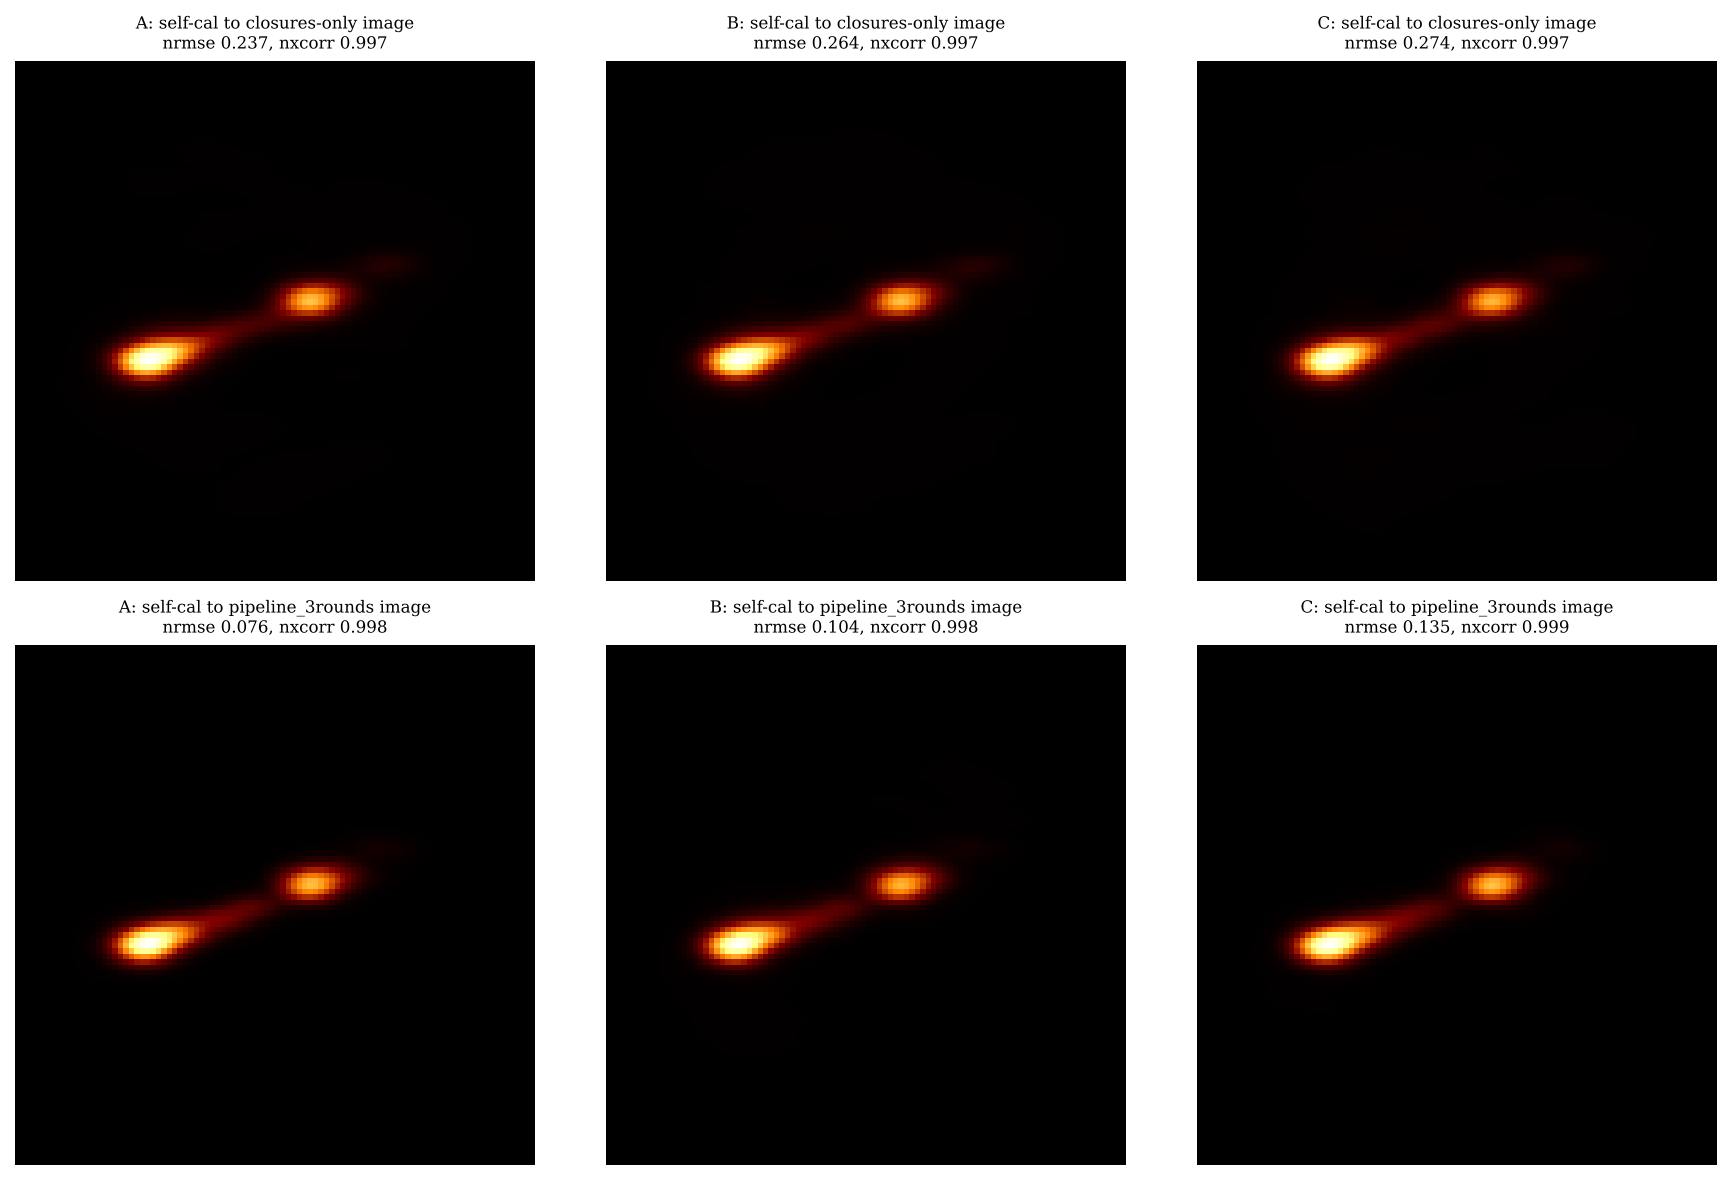 A: self-cal to closures-only image
nrmse 0.237, nxcorr 0.997
B: self-cal to closures-only image
nrmse 0.264, nxcorr 0.997
C: self-cal to closures-only image
nrmse 0.274, nxcorr 0.997
A: self-cal to pipeline_3rounds image
nrmse 0.076, nxcorr 0.998
B: self-cal to pipeline_3rounds image
nrmse 0.104, nxcorr 0.998
C: self-cal to pipeline_3rounds image
nrmse 0.135, nxcorr 0.999